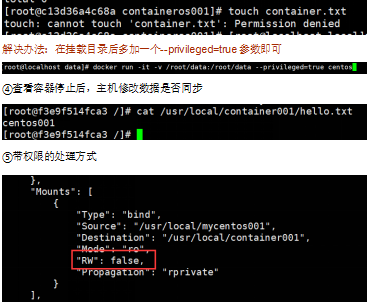 [root@c13d36a4c68a containeros001]# touch container.txt
touch: cannot touch 'container.txt': Permission denied
解决办法：在挂载目录后多加一个--privileged=true 参数即可
root@localhost data]# docker run -it -v /root/data:/root/data --privileged=true centos
④查看容器停止后，主机修改数据是否同步
[root@f3e9f514fca3 /]# cat /usr/local/container001/hello.txt
centos001
[root@f3e9f514fca3 /]#
⑤带权限的处理方式
},
"Mounts": [
{
"Type": "bind",
"Source": "/usr/local/mycentos001",
"Destination": "/usr/local/container001",
"Mode": "ro",
"RW": false,
"Propagation": "rprivate"
}
],